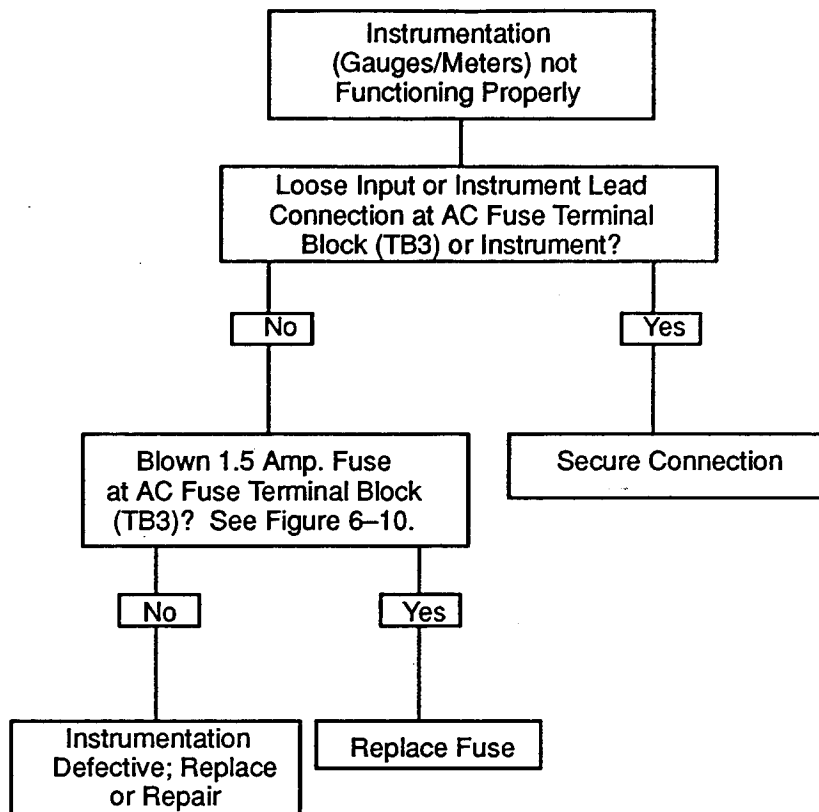 Instrumentation
(Gauges/Meters) not
Functioning Properly
Loose Input or Instrument Lead
Connection at AC Fuse Terminal
Block (TB3) or Instrument?
No
Yes
Blown 1.5 Amp. Fuse
at AC Fuse Terminal Block
(TB3)? See Figure 6–10.
Secure Connection
No
Yes
Instrumentation
Defective; Replace
or Repair
Replace Fuse